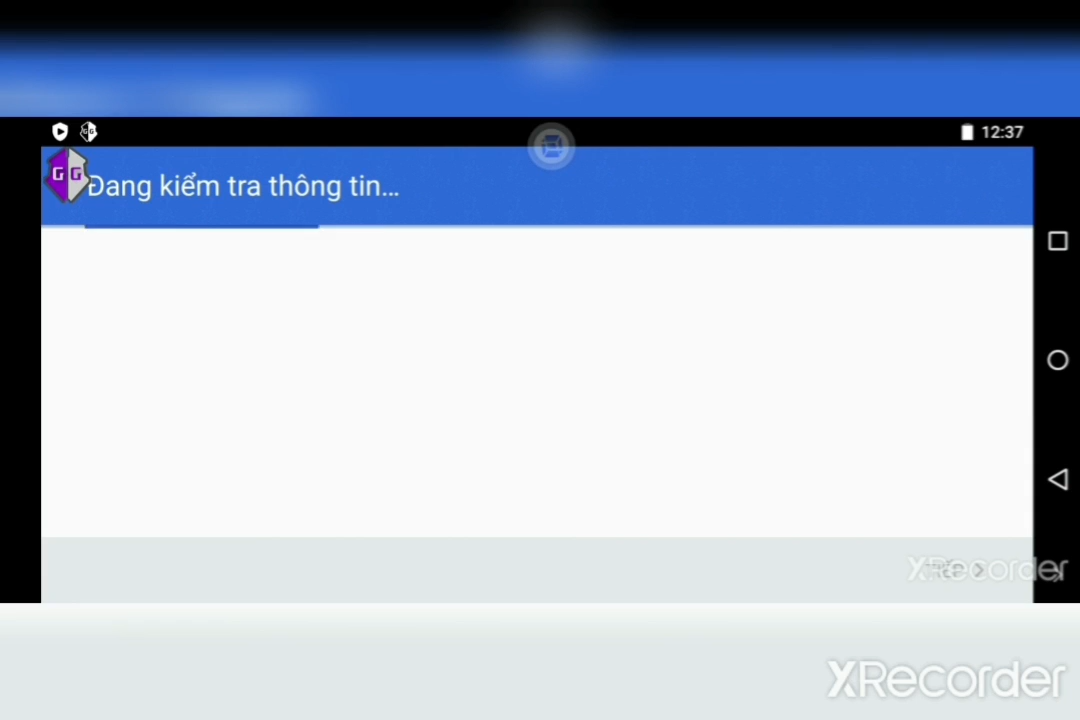 12:37
GG
Đang kiểm tra thông tin...
XRecorder
XRecorder